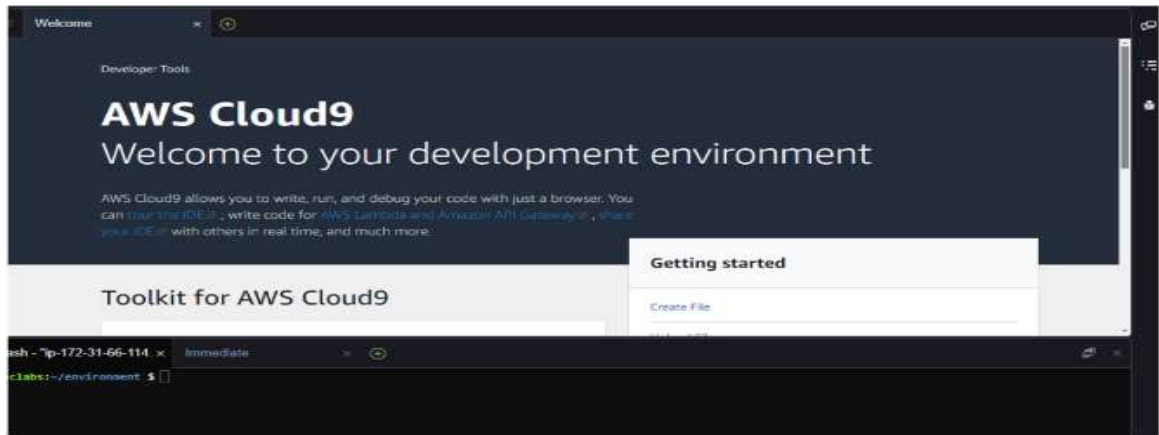 Welcome
Developer Tools
AWS Cloud9
Welcome to your development environment
AWS Cloud9 allows you to write, run, and debug your code with just a browser. You
can tour the IDE , write code for AWS Lambda and Amazon API Gateway , share
your IDE with others in real time, and much more.
Getting started
Toolkit for AWS Cloud9
Create File
ash - "ip-172-31-66-114 × Immediate ×
clabs:~/environment $